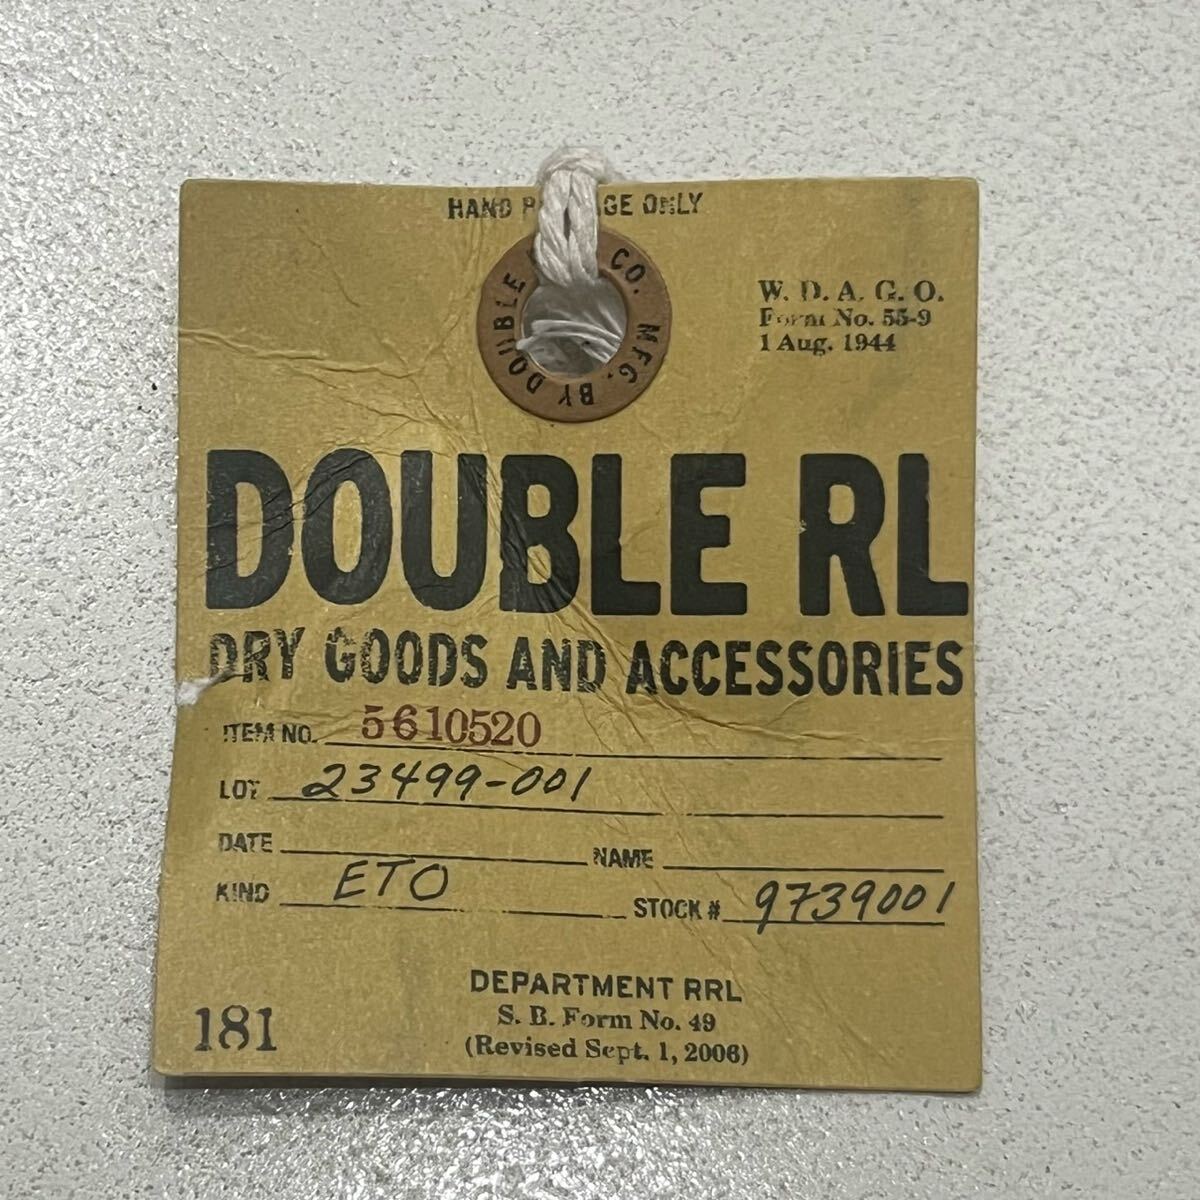 HAND ONLY
CO. MFG. BY DOUBLE DOUBLE
W. D. A. G. O.
Form No. 55-9
1 Aug. 1944
DOUBLE RL
DRY GOODS AND ACCESSORIES
ITEM NO. 5610520
LOT 23499-001
DATE NAME
KIND ETO STOCK # 9739001
DEPARTMENT RRL
S. B. Form No. 49
(Revised Sept. 1, 2006)
181